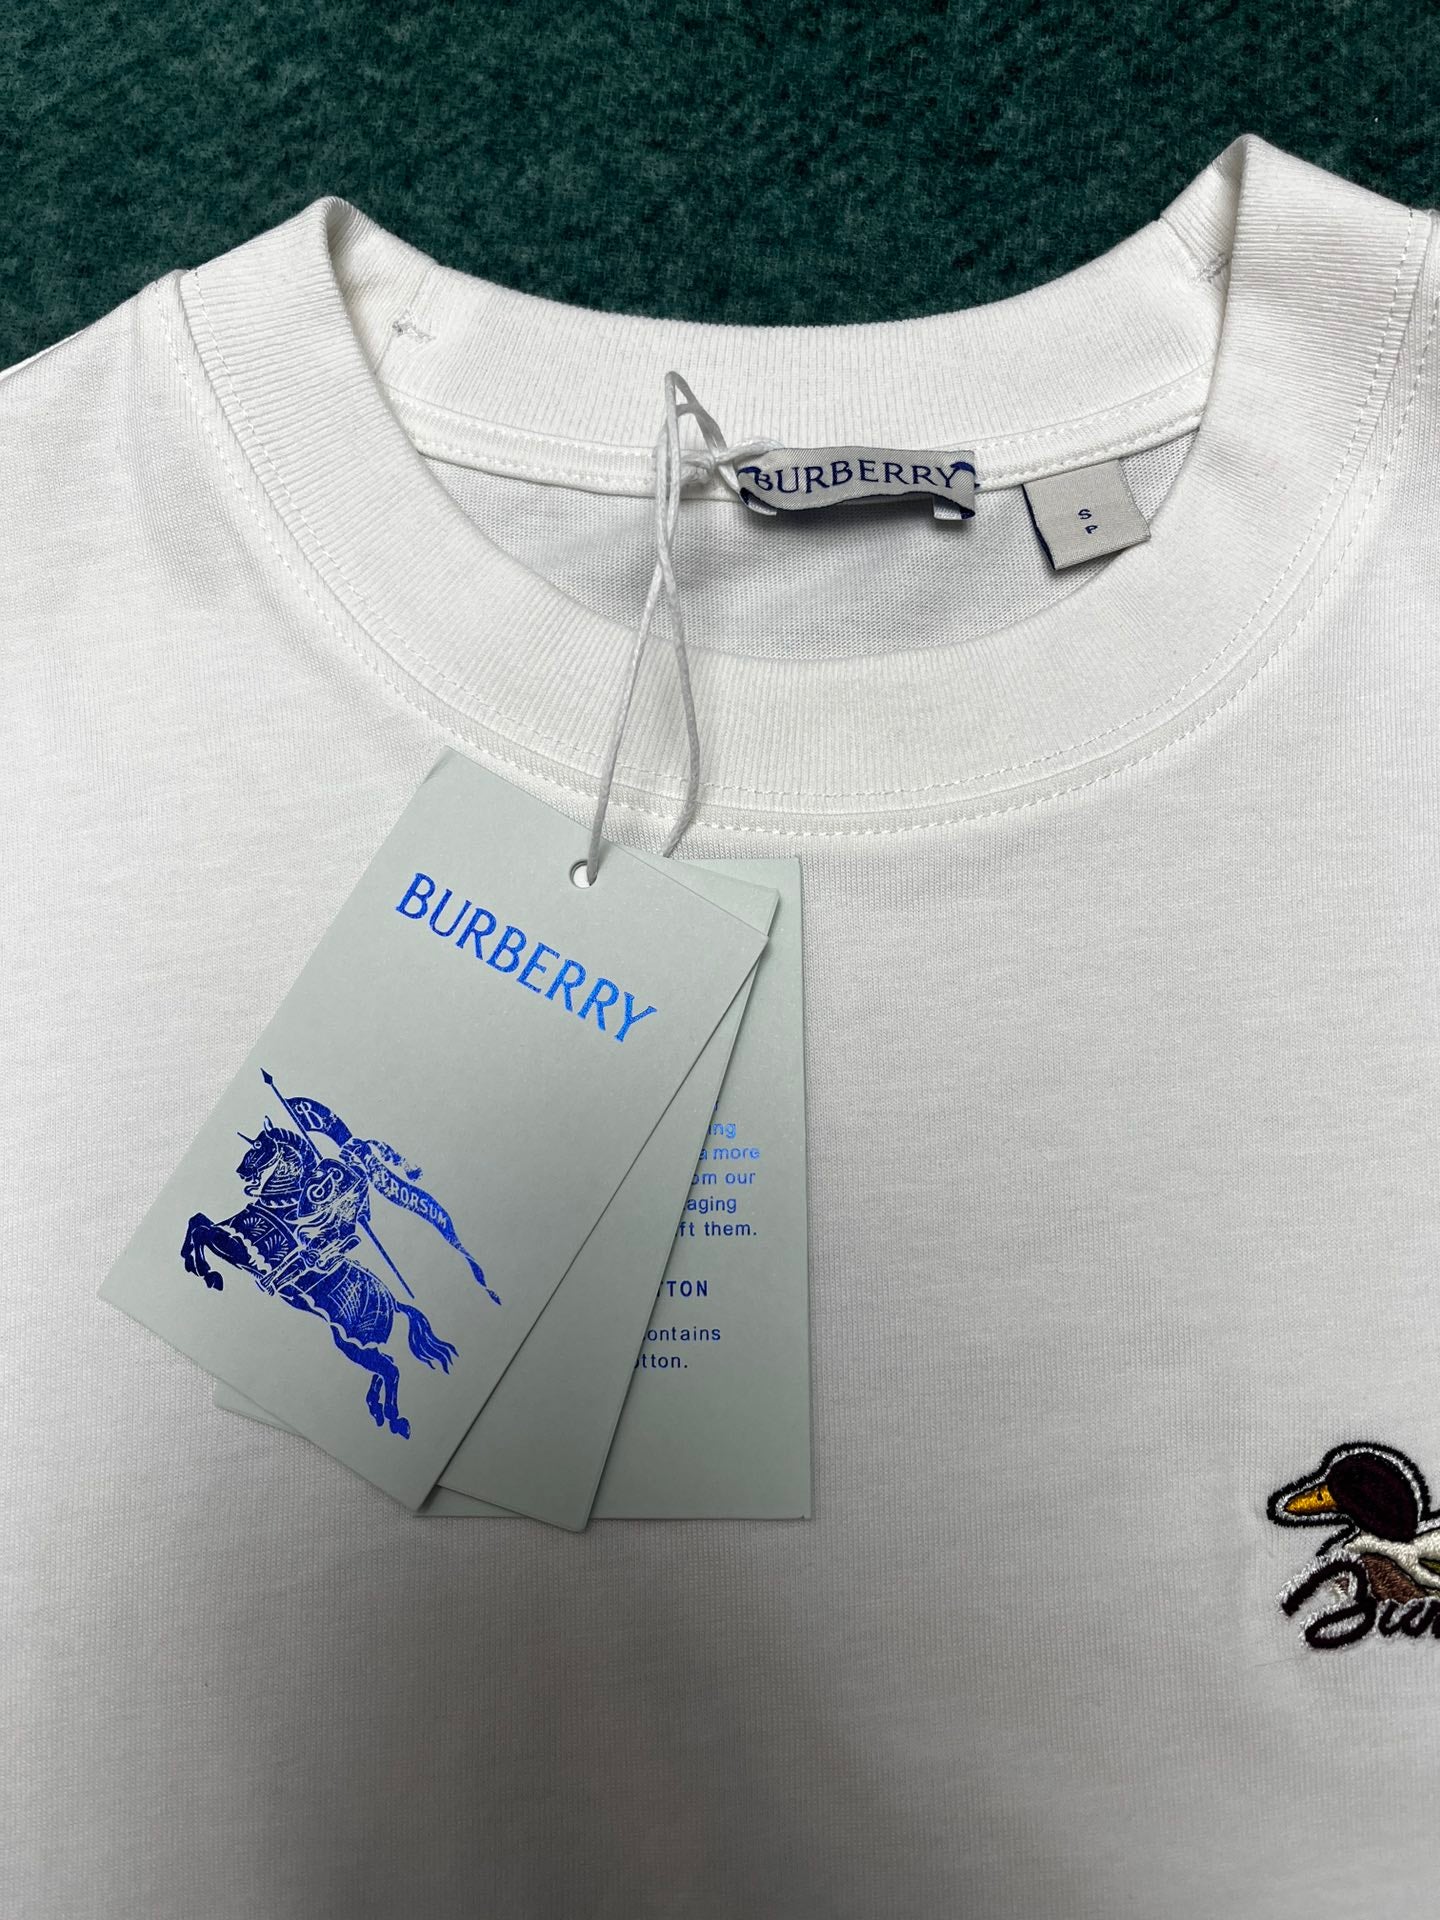 BURBERRY
S
P
BURBERRY
B
PRORSUM
ing
a more
om our
aging
ft them.
TTON
ontains
otton.